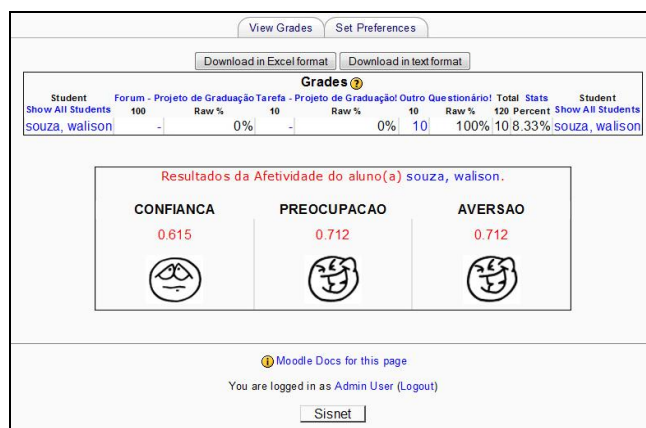 View Grades Set Preferences
Download in Excel format Download in text format
Grades
Student Forum - Projeto de Graduação Tarefa - Projeto de Graduação! Outro Questionário! Total Stats Student
Show All Students 100 Raw % 10 Raw % 10 Raw % 120 Percent Show All Students
souza, walison - 0% - 0% 10 100% 10 8.33% souza, walison
Resultados da Afetividade do aluno(a) souza, walison.
CONFIANCA PREOCUPACAO AVERSAO
0.615 0.712 0.712
Moodle Docs for this page
You are logged in as Admin User (Logout)
Sisnet